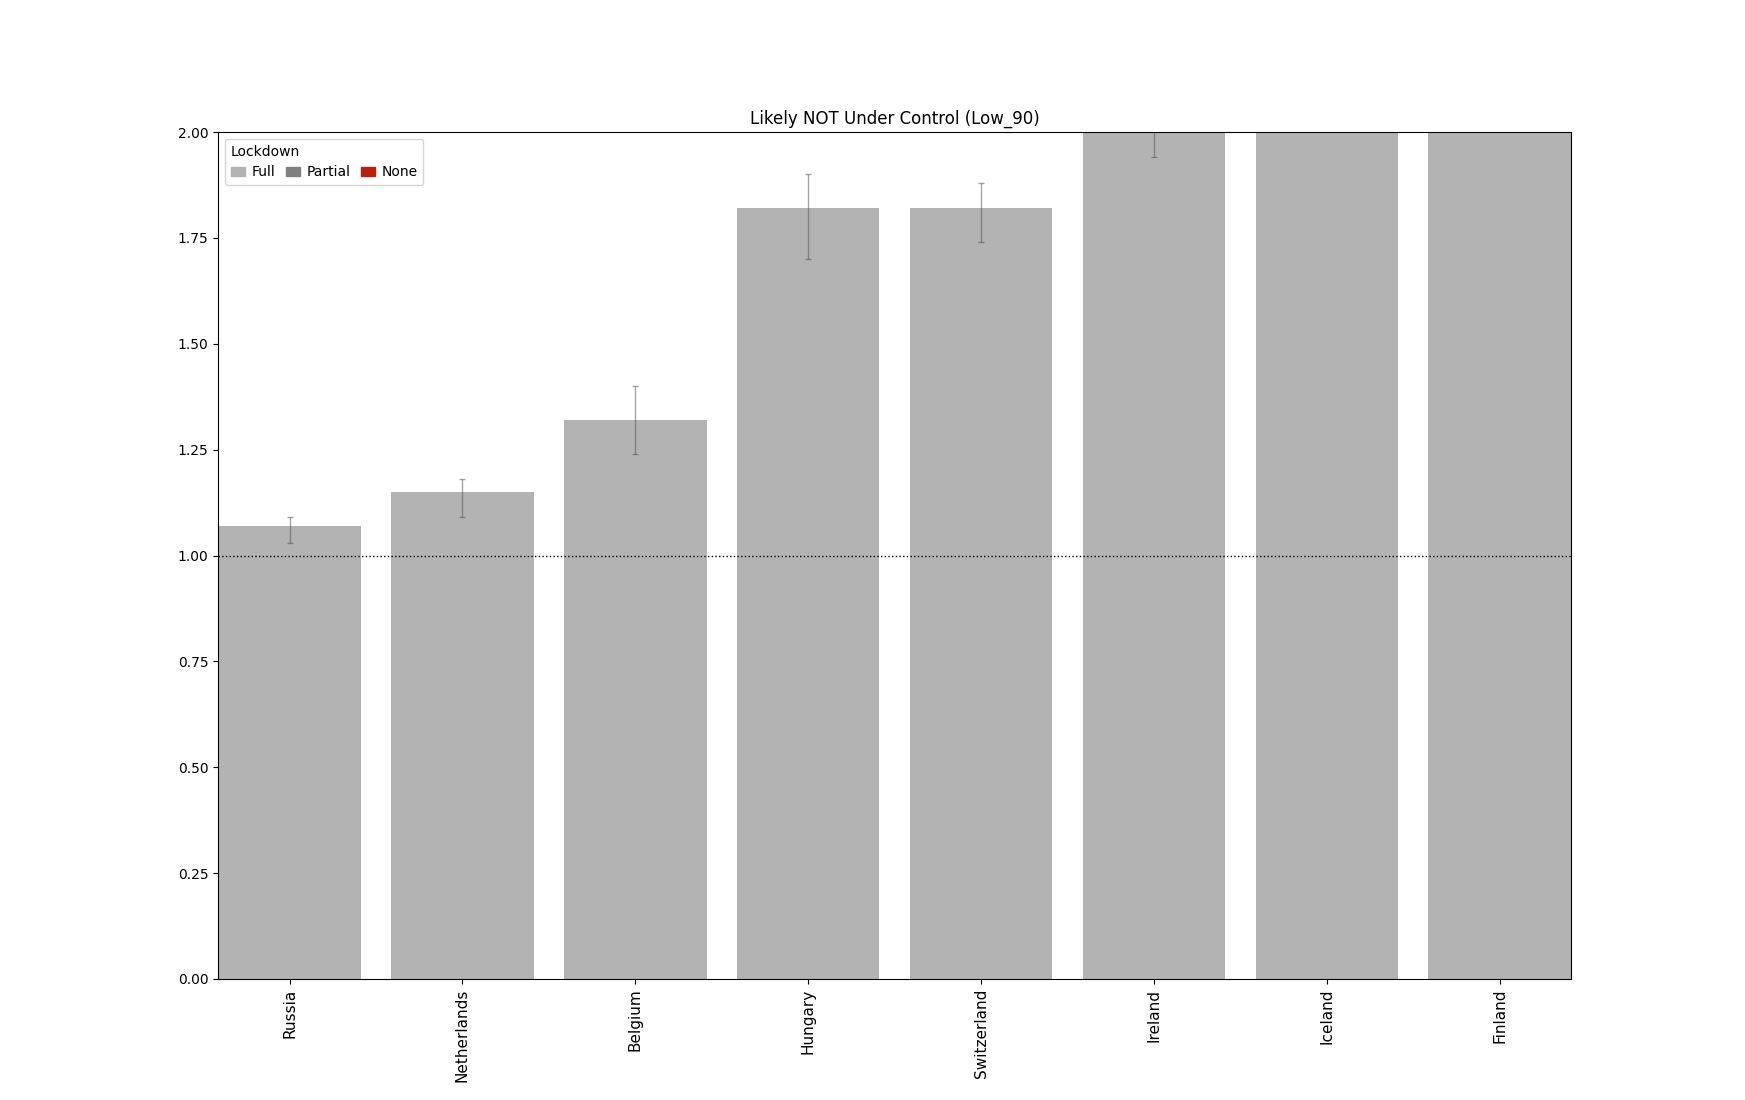 Likely NOT Under Control (Low_90)
Lockdown
Full Partial None
2.00
1.75
1.50
1.25
1.00
0.75
0.50
0.25
0.00
Russia
Netherlands
Belgium
Hungary
Switzerland
Ireland
Iceland
Finland